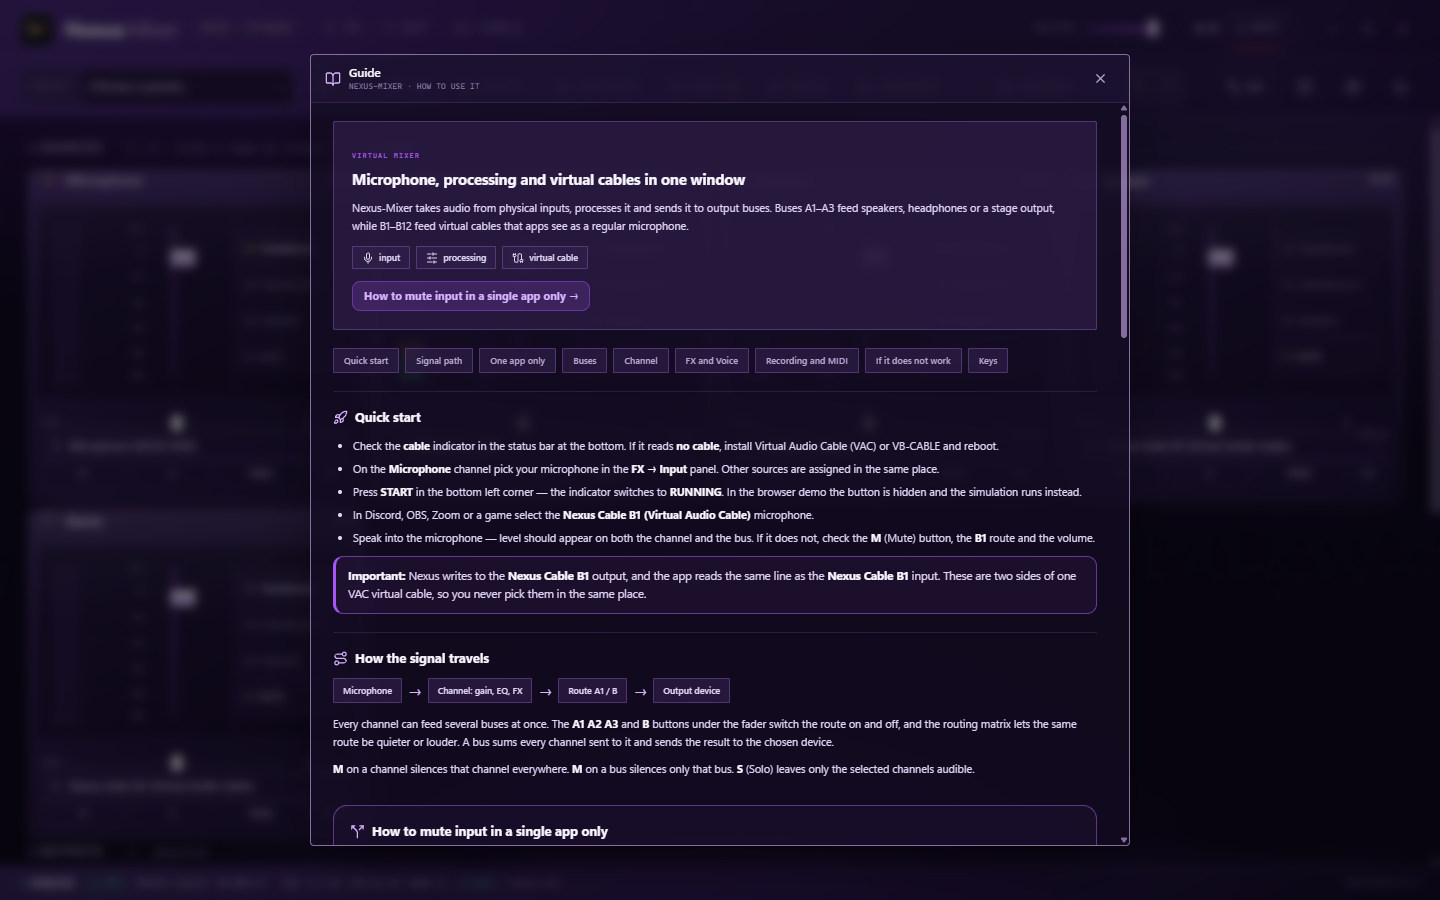 Guide
NEXUS-MIXER · HOW TO USE IT
VIRTUAL MIXER
Microphone, processing and virtual cables in one window
Nexus-Mixer takes audio from physical inputs, processes it and sends it to output buses. Buses A1–A3 feed speakers, headphones or a stage output,
while B1–B12 feed virtual cables that apps see as a regular microphone.
input
processing
virtual cable
How to mute input in a single app only →
Quick start
Signal path
One app only
Buses
Channel
FX and Voice
Recording and MIDI
If it does not work
Keys
Quick start
• Check the cable indicator in the status bar at the bottom. If it reads no cable, install Virtual Audio Cable (VAC) or VB-CABLE and reboot.
• On the Microphone channel pick your microphone in the FX → Input panel. Other sources are assigned in the same place.
• Press START in the bottom left corner — the indicator switches to RUNNING. In the browser demo the button is hidden and the simulation runs instead.
• In Discord, OBS, Zoom or a game select the Nexus Cable B1 (Virtual Audio Cable) microphone.
• Speak into the microphone — level should appear on both the channel and the bus. If it does not, check the M (Mute) button, the B1 route and the volume.
Important: Nexus writes to the Nexus Cable B1 output, and the app reads the same line as the Nexus Cable B1 input. These are two sides of one
VAC virtual cable, so you never pick them in the same place.
How the signal travels
Microphone → Channel: gain, EQ, FX → Route A1 / B → Output device
Every channel can feed several buses at once. The A1 A2 A3 and B buttons under the fader switch the route on and off, and the routing matrix lets the same
route be quieter or louder. A bus sums every channel sent to it and sends the result to the chosen device.
M on a channel silences that channel everywhere. M on a bus silences only that bus. S (Solo) leaves only the selected channels audible.
How to mute input in a single app only